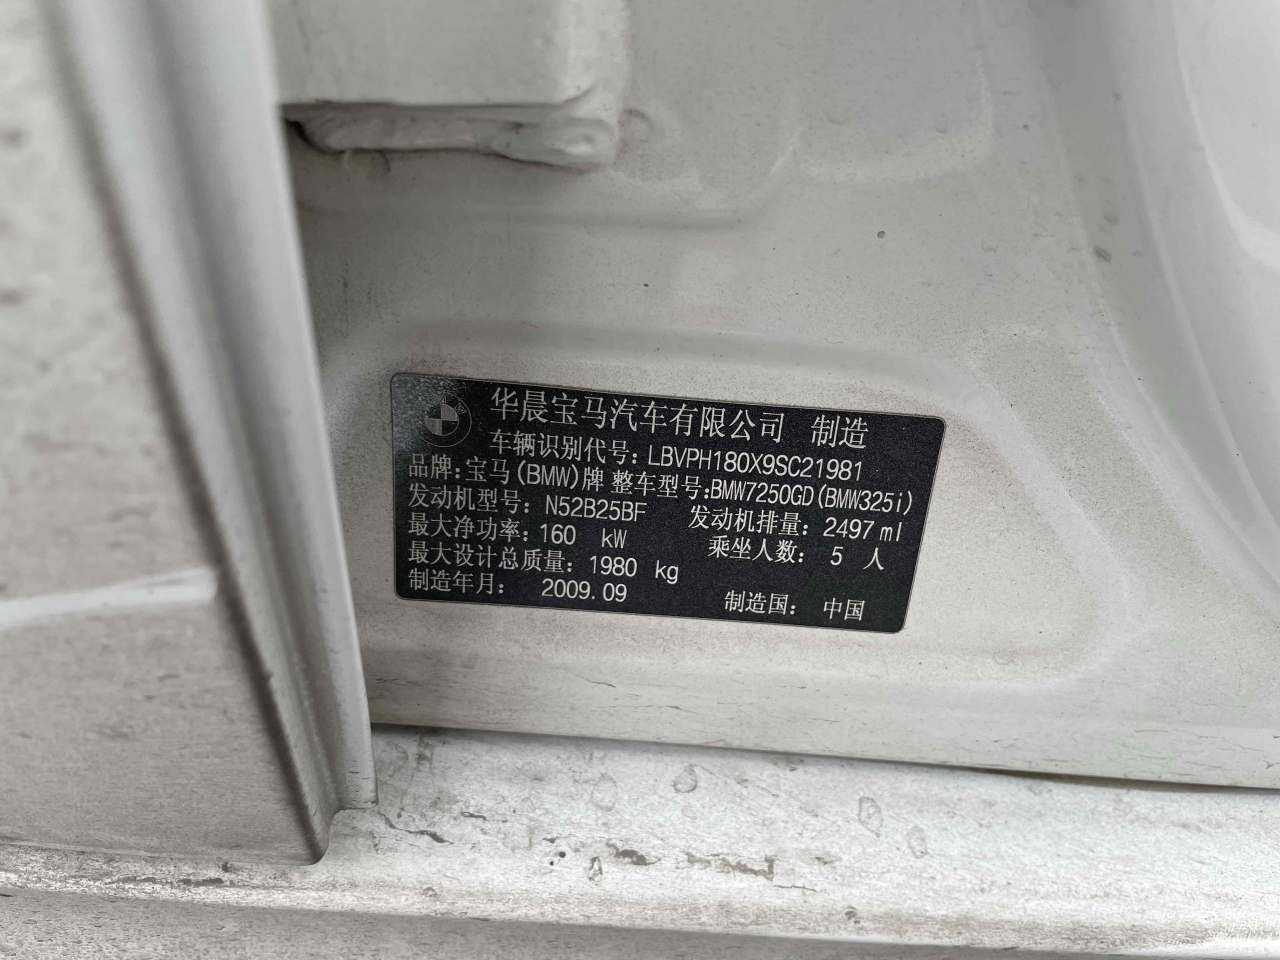 华晨宝马汽车有限公司 制造
车辆识别代号: LBVPH180X9SC21981
品牌: 宝马(BMW)牌 整车型号: BMW7250GD(BMW325i)
发动机型号: N52B25BF 发动机排量: 2497 ml
最大净功率: 160 kW 乘坐人数: 5 人
最大设计总质量: 1980 kg
制造年月: 2009.09 制造国: 中国